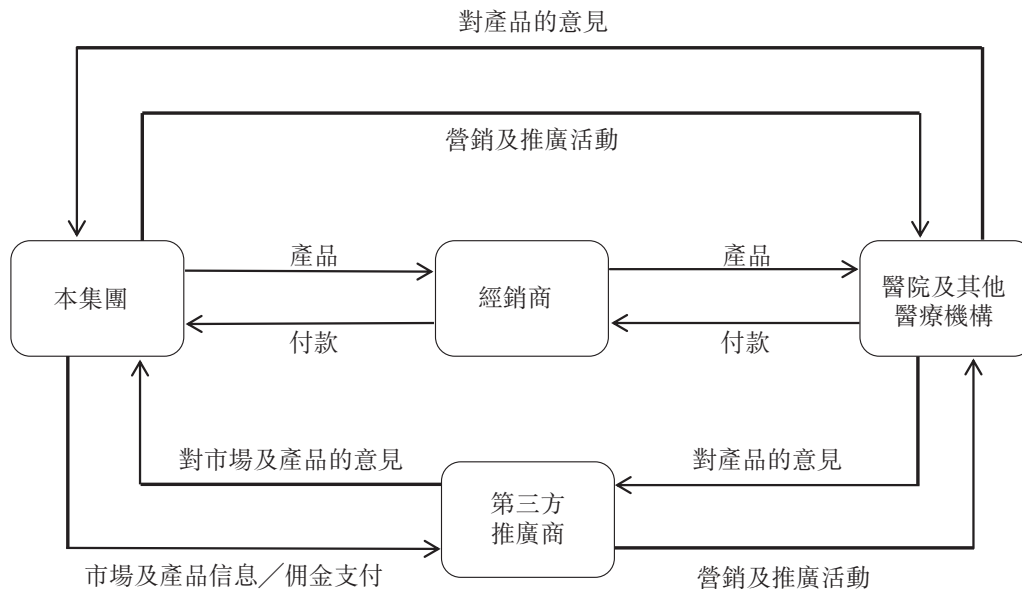 對產品的意見
營銷及推廣活動
產品
產品
本集團
經銷商
醫院及其他
醫療機構
付款
付款
對市場及產品的意見
對產品的意見
第三方
推廣商
市場及產品信息／佣金支付
營銷及推廣活動